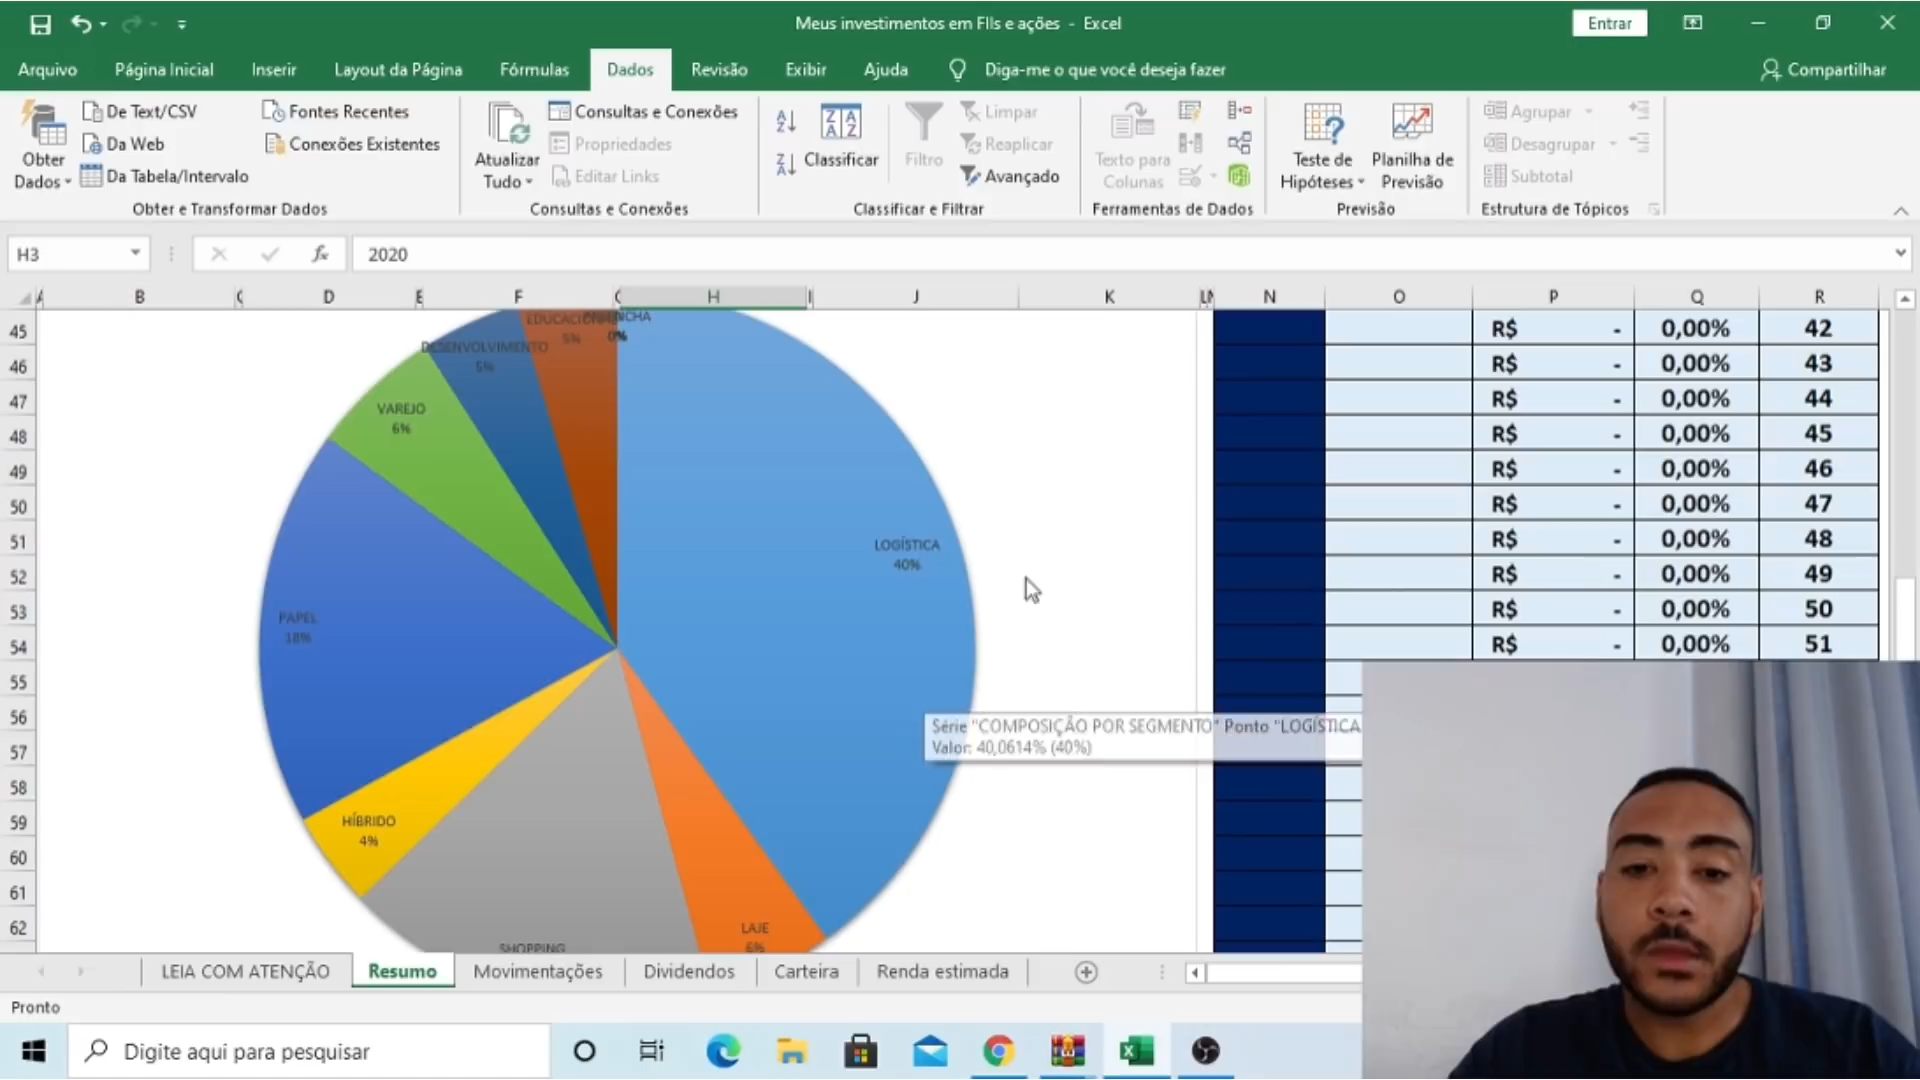 Meus investimentos em FIIs e ações - Excel
Entrar
Arquivo Página Inicial Inserir Layout da Página Fórmulas Dados Revisão Exibir Ajuda Diga-me o que você deseja fazer Compartilhar
Obter Dados
De Text/CSV
Da Web
Da Tabela/Intervalo
Fontes Recentes
Conexões Existentes
Obter e Transformar Dados
Atualizar Tudo
Consultas e Conexões
Propriedades
Editar Links
Consultas e Conexões
Classificar
Filtro
Limpar
Reaplicar
Avançado
Classificar e Filtrar
Texto para Colunas
Ferramentas de Dados
Teste de Hipóteses
Planilha de Previsão
Previsão
Agrupar
Desagrupar
Subtotal
Estrutura de Tópicos
H3 fx 2020
B D E F H J K N O P Q R
45 R$ - 0,00% 42
46 R$ - 0,00% 43
47 R$ - 0,00% 44
48 R$ - 0,00% 45
49 R$ - 0,00% 46
50 R$ - 0,00% 47
51 R$ - 0,00% 48
52 R$ - 0,00% 49
53 R$ - 0,00% 50
54 R$ - 0,00% 51
55
56
57
58
59
60
61
62
5%
0%
DESENVOLVIMENTO
5%
VAREJO
6%
LOGÍSTICA
40%
PAPEL
18%
HÍBRIDO
4%
SHOPPING
LAJE
6%
Série "COMPOSIÇÃO POR SEGMENTO" Ponto "LOGÍSTICA
Valor: 40,0614% (40%)
LEIA COM ATENÇÃO Resumo Movimentações Dividendos Carteira Renda estimada
Pronto
Digite aqui para pesquisar